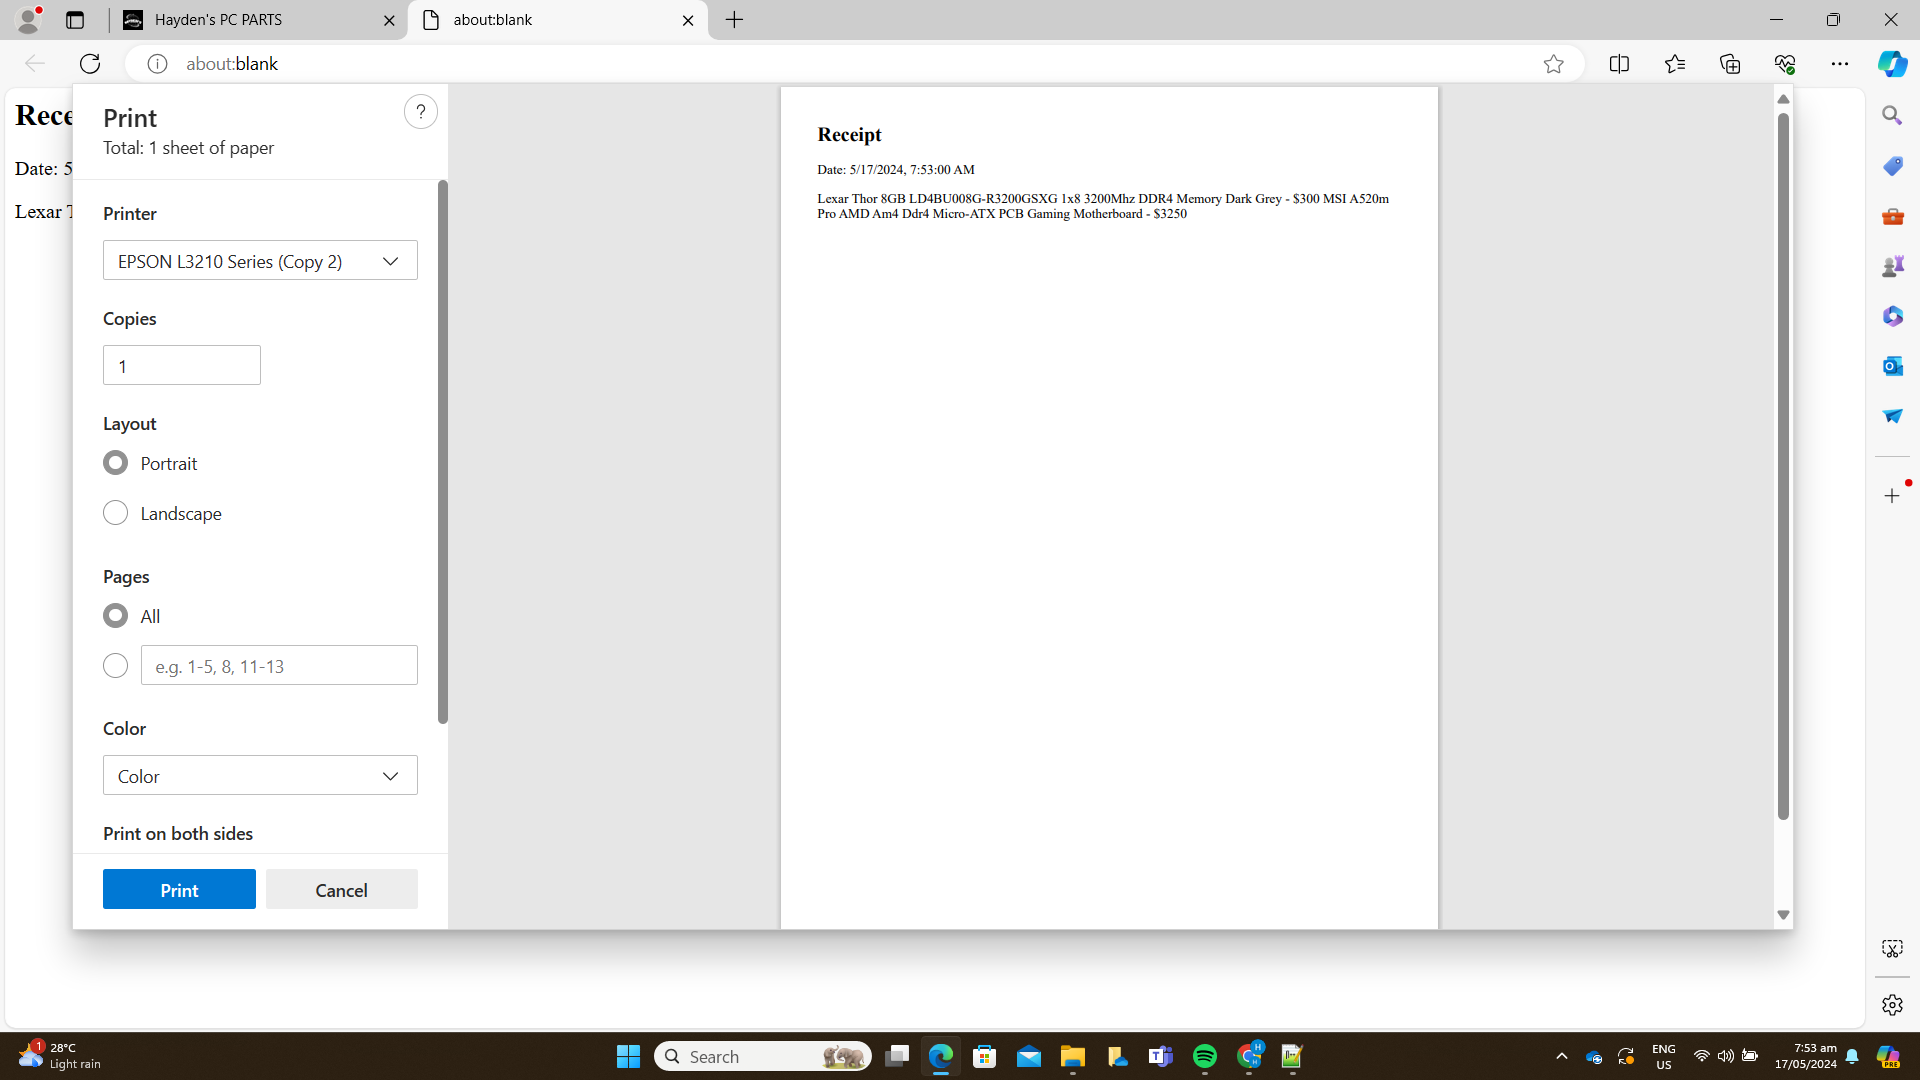 Hayden's PC PARTS
about:blank
about:blank
Rece
Date: 5
Lexar T
Print
Total: 1 sheet of paper
?
Printer
EPSON L3210 Series (Copy 2)
Copies
1
Layout
Portrait
Landscape
Pages
All
e.g. 1-5, 8, 11-13
Color
Color
Print on both sides
Print
Cancel
Receipt
Date: 5/17/2024, 7:53:00 AM
Lexar Thor 8GB LD4BU008G-R3200GSXG 1x8 3200Mhz DDR4 Memory Dark Grey - $300 MSI A520m
Pro AMD Am4 Ddr4 Micro-ATX PCB Gaming Motherboard - $3250
1
28°C
Light rain
Search
H
ENG
US
7:53 am
17/05/2024
PRE